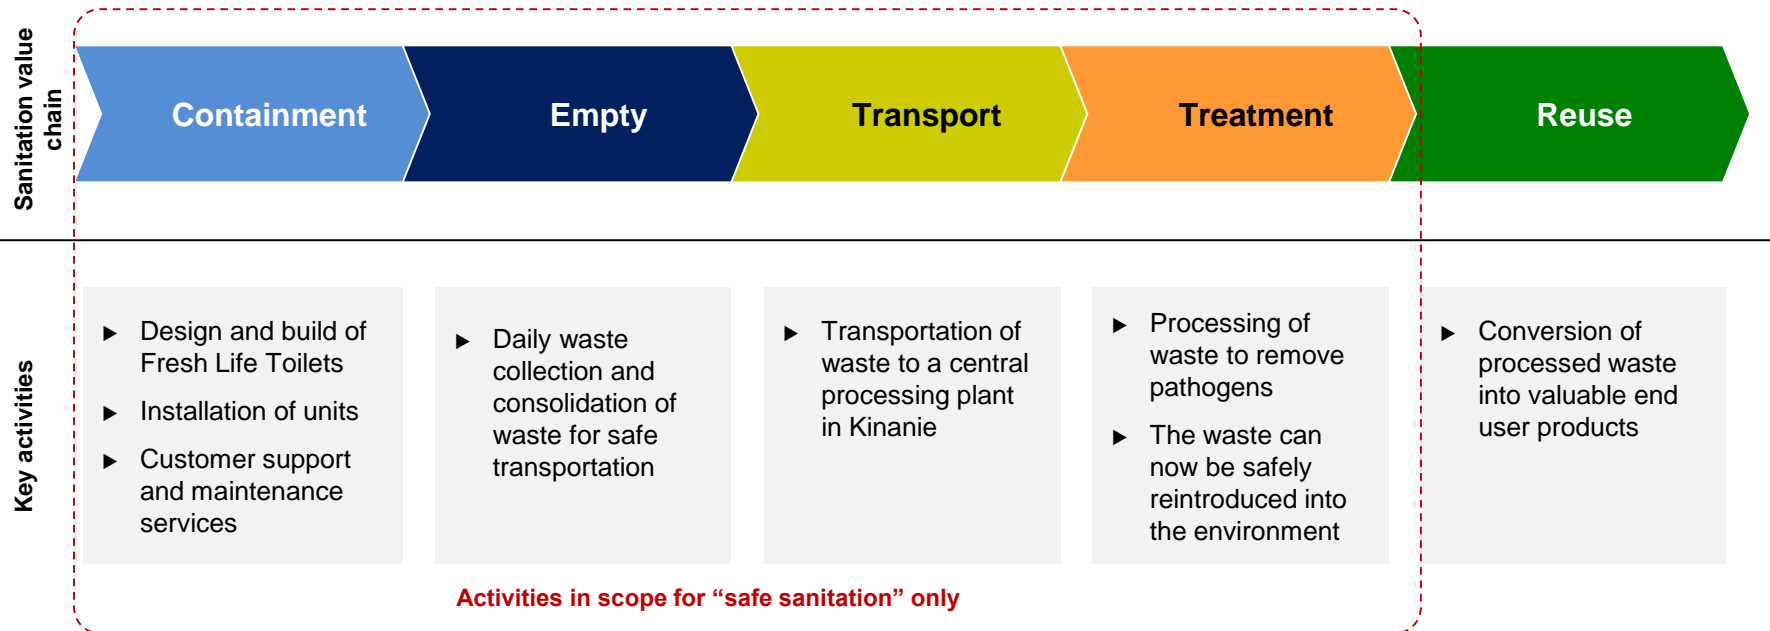 Sanitation value
chain
Containment
Empty
Transport
Treatment
Reuse
Key activities
► Design and build of
Fresh Life Toilets
► Installation of units
► Customer support
and maintenance
services
► Daily waste
collection and
consolidation of
waste for safe
transportation
► Transportation of
waste to a central
processing plant
in Kinanie
► Processing of
waste to remove
pathogens
► The waste can
now be safely
reintroduced into
the environment
► Conversion of
processed waste
into valuable end
user products
Activities in scope for “safe sanitation” only